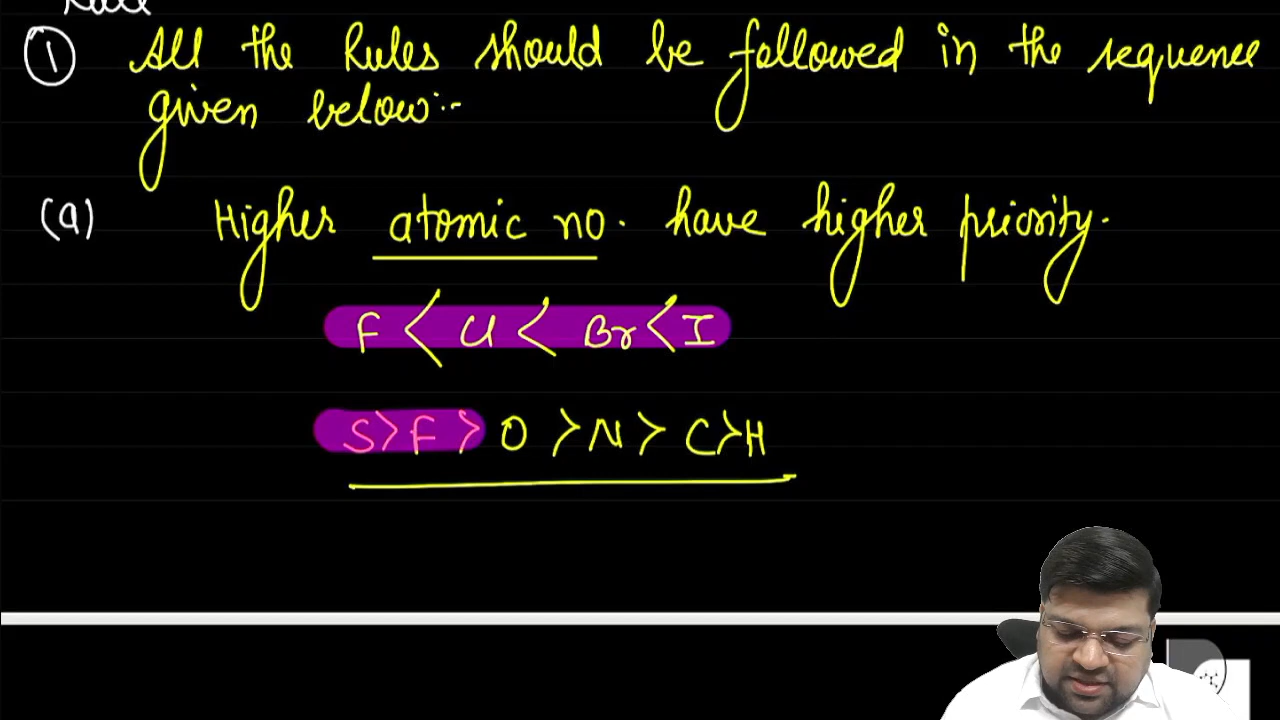 ① All the Rules should be followed in the sequence
given below:-
(a) Higher atomic no. have higher priority.
F < Cl < Br < I
S > F > O > N > C > H